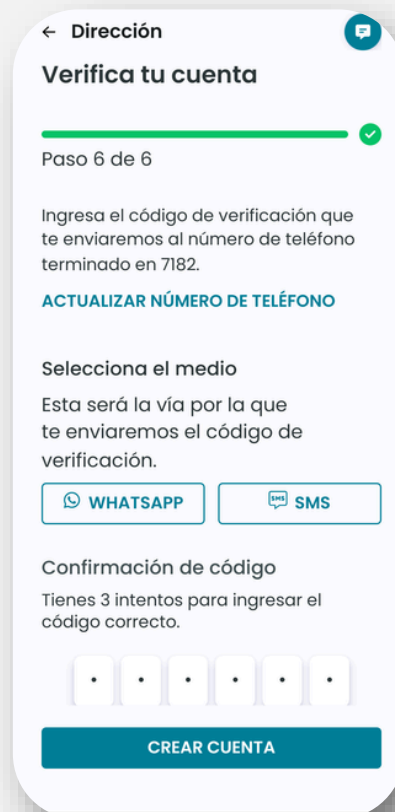 Dirección
Verifica tu cuenta
Paso 6 de 6
Ingresa el código de verificación que
te enviaremos al número de teléfono
terminado en 7182.
ACTUALIZAR NÚMERO DE TELÉFONO
Selecciona el medio
Esta será la vía por la que
te enviaremos el código de
verificación.
WHATSAPP
SMS SMS
Confirmación de código
Tienes 3 intentos para ingresar el
código correcto.
CREAR CUENTA